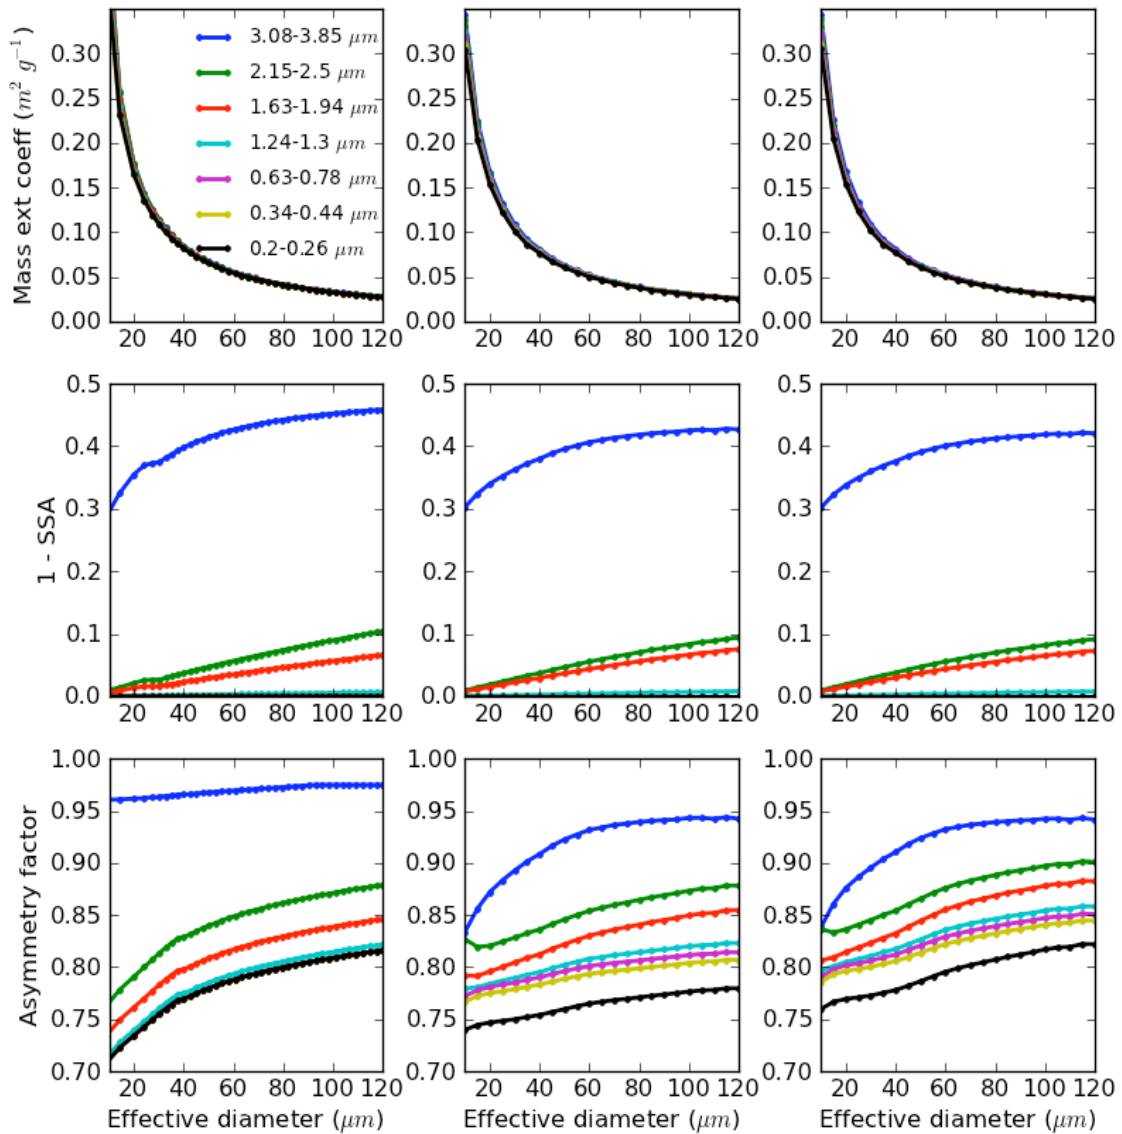 Mass ext coeff (m² g⁻¹)
0.35
0.30
0.25
0.20
0.15
0.10
0.05
0.00
20 40 60 80 100 120
3.08-3.85 μm
2.15-2.5 μm
1.63-1.94 μm
1.24-1.3 μm
0.63-0.78 μm
0.34-0.44 μm
0.2-0.26 μm
0.30
0.25
0.20
0.15
0.10
0.05
0.00
20 40 60 80 100 120
0.30
0.25
0.20
0.15
0.10
0.05
0.00
20 40 60 80 100 120
1 - SSA
0.5
0.4
0.3
0.2
0.1
0.0
20 40 60 80 100 120
0.5
0.4
0.3
0.2
0.1
0.0
20 40 60 80 100 120
0.5
0.4
0.3
0.2
0.1
0.0
20 40 60 80 100 120
Asymmetry factor
1.00
0.95
0.90
0.85
0.80
0.75
0.70
20 40 60 80 100 120
Effective diameter (μm)
1.00
0.95
0.90
0.85
0.80
0.75
0.70
20 40 60 80 100 120
Effective diameter (μm)
1.00
0.95
0.90
0.85
0.80
0.75
0.70
20 40 60 80 100 120
Effective diameter (μm)